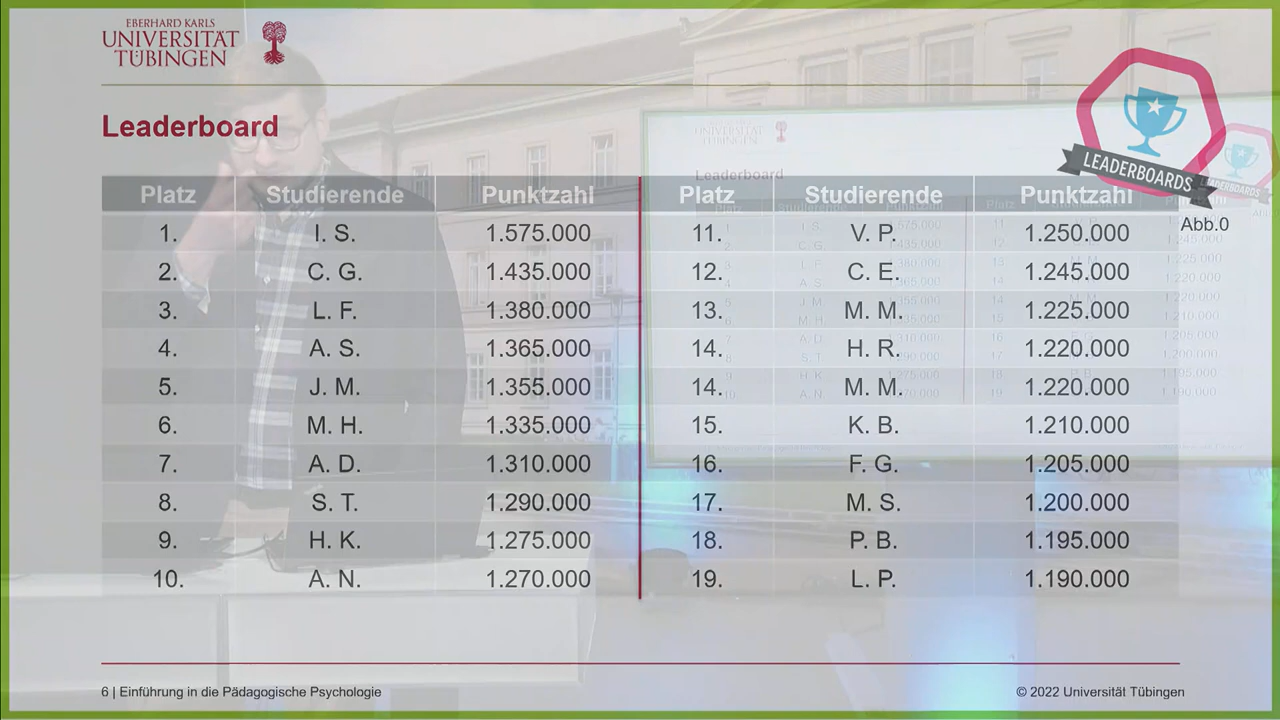 EBERHARD KARLS
UNIVERSITÄT
TÜBINGEN
Leaderboard
LEADERBOARDS
Abb.0
Platz Studierende Punktzahl Platz Studierende Punktzahl
1. I. S. 1.575.000 11. V. P. 1.250.000
2. C. G. 1.435.000 12. C. E. 1.245.000
3. L. F. 1.380.000 13. M. M. 1.225.000
4. A. S. 1.365.000 14. H. R. 1.220.000
5. J. M. 1.355.000 14. M. M. 1.220.000
6. M. H. 1.335.000 15. K. B. 1.210.000
7. A. D. 1.310.000 16. F. G. 1.205.000
8. S. T. 1.290.000 17. M. S. 1.200.000
9. H. K. 1.275.000 18. P. B. 1.195.000
10. A. N. 1.270.000 19. L. P. 1.190.000
6 | Einführung in die Pädagogische Psychologie
© 2022 Universität Tübingen